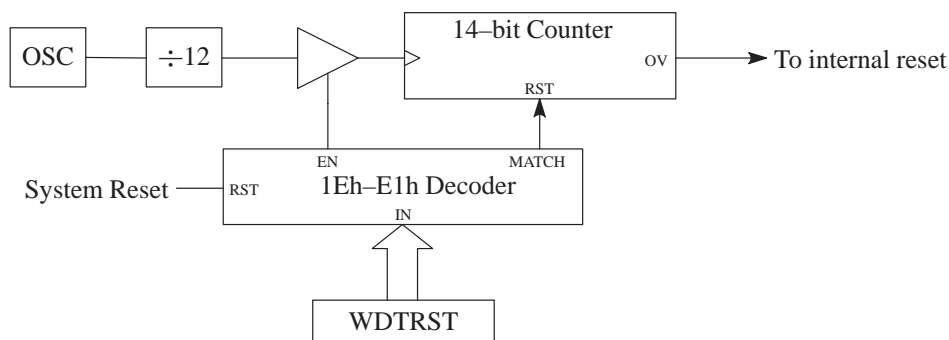 14–bit Counter
OSC
÷12
OV
To internal reset
RST
EN
MATCH
System Reset
RST
1Eh–E1h Decoder
IN
WDTRST